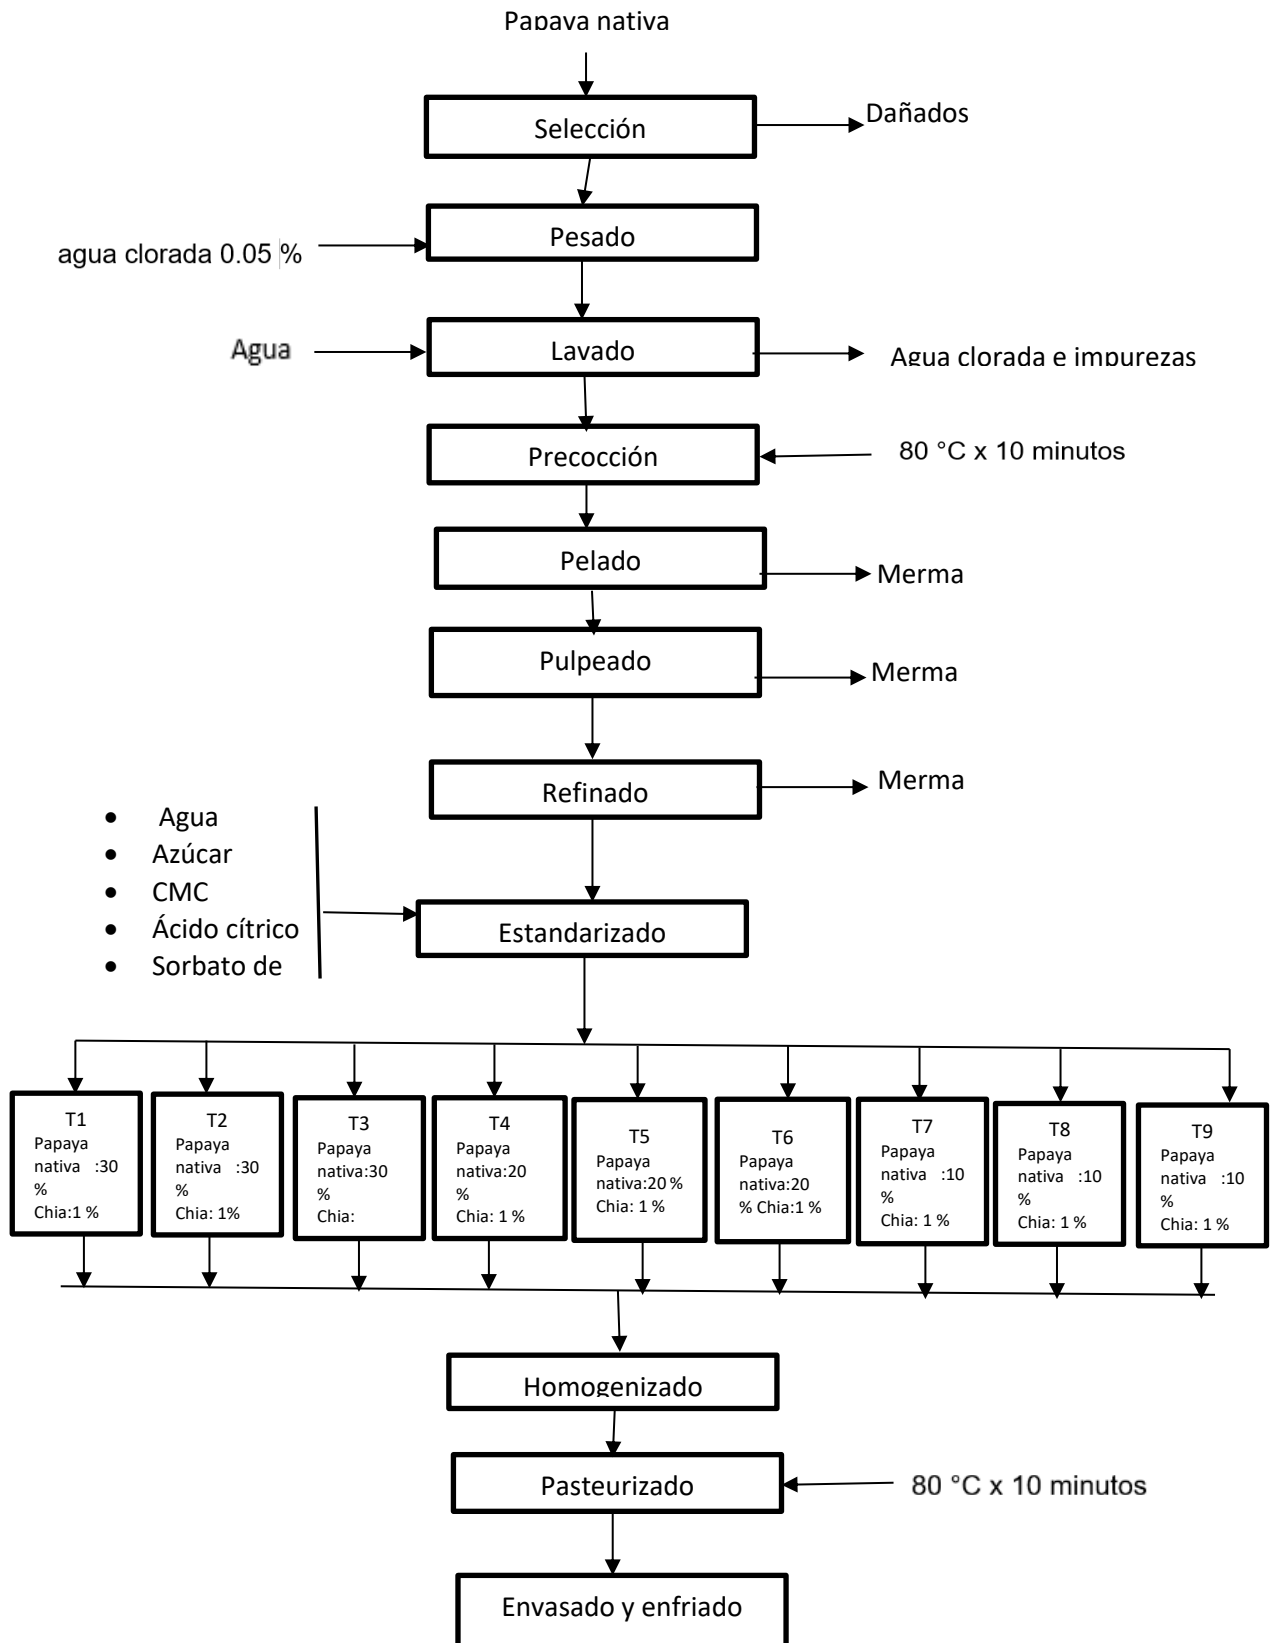 Papaya nativa
Selección
Dañados
Pesado
agua clorada 0.05 %
Lavado
Agua
Agua clorada e impurezas
Precocción
80 °C x 10 minutos
Pelado
Merma
Pulpeado
Merma
Refinado
Merma
• Agua
• Azúcar
• CMC
• Ácido cítrico
• Sorbato de
Estandarizado
T1
Papaya
nativa :30
%
Chia:1 %
T2
Papaya
nativa :30
%
Chia: 1%
T3
Papaya
nativa:30
%
Chia:
T4
Papaya
nativa:20
%
Chia: 1 %
T5
Papaya
nativa:20 %
Chia: 1 %
T6
Papaya
nativa:20
% Chia:1 %
T7
Papaya
nativa :10
%
Chia: 1 %
T8
Papaya
nativa :10
%
Chia: 1 %
T9
Papaya
nativa :10
%
Chia: 1 %
Homogenizado
Pasteurizado
80 °C x 10 minutos
Envasado y enfriado